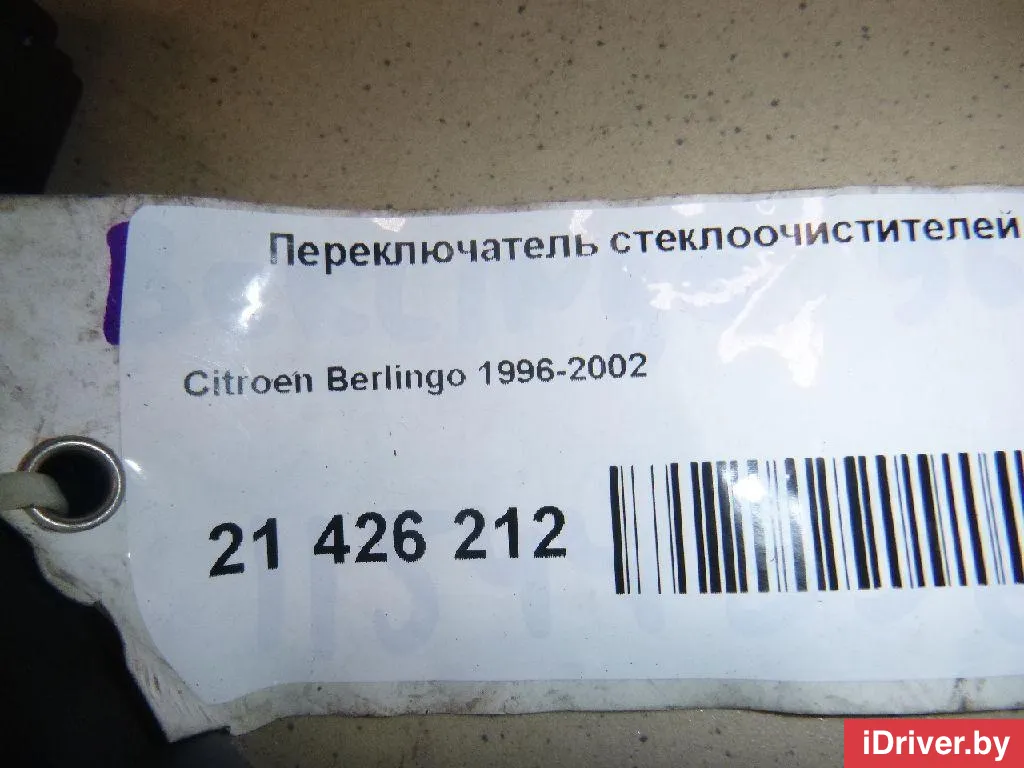 Переключатель стеклоочистителей
Citroen Berlingo 1996-2002
21 426 212
iDriver.by